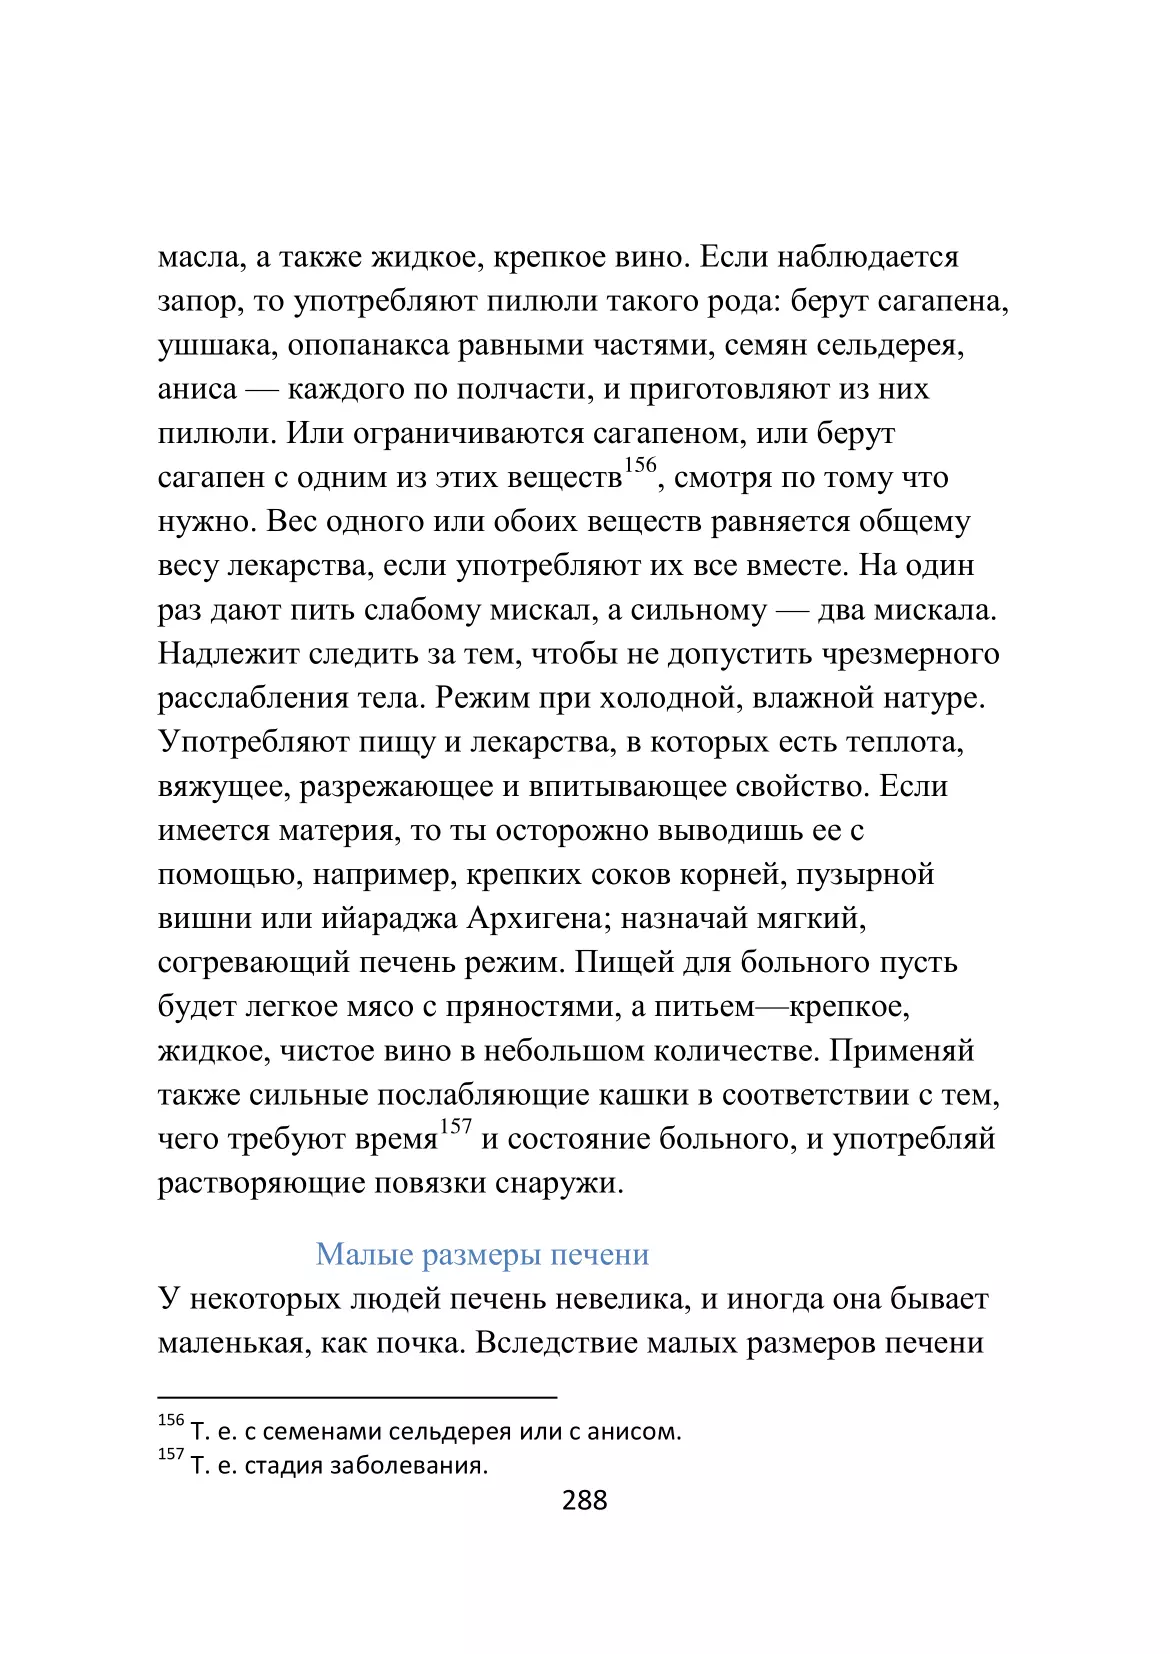 масла, а также жидкое, крепкое вино. Если наблюдается
запор, то употребляют пилюли такого рода: берут сагапена,
ушшака, опопанакса равными частями, семян сельдерея,
аниса — каждого по полчасти, и приготовляют из них
пилюли. Или ограничиваются сагапеном, или берут
сагапен с одним из этих веществ156, смотря по тому что
нужно. Вес одного или обоих веществ равняется общему
весу лекарства, если употребляют их все вместе. На один
раз дают пить слабому мискал, а сильному — два мискала.
Надлежит следить за тем, чтобы не допустить чрезмерного
расслабления тела. Режим при холодной, влажной натуре.
Употребляют пищу и лекарства, в которых есть теплота,
вяжущее, разрежающее и впитывающее свойство. Если
имеется материя, то ты осторожно выводишь ее с
помощью, например, крепких соков корней, пузырной
вишни или ийараджа Архигена; назначай мягкий,
согревающий печень режим. Пищей для больного пусть
будет легкое мясо с пряностями, а питьем—крепкое,
жидкое, чистое вино в небольшом количестве. Применяй
также сильные послабляющие кашки в соответствии с тем,
чего требуют время157 и состояние больного, и употребляй
растворяющие повязки снаружи.
Малые размеры печени
У некоторых людей печень невелика, и иногда она бывает
маленькая, как почка. Вследствие малых размеров печени
156 Т. е. с семенами сельдерея или с анисом.
157 Т. е. стадия заболевания.
288